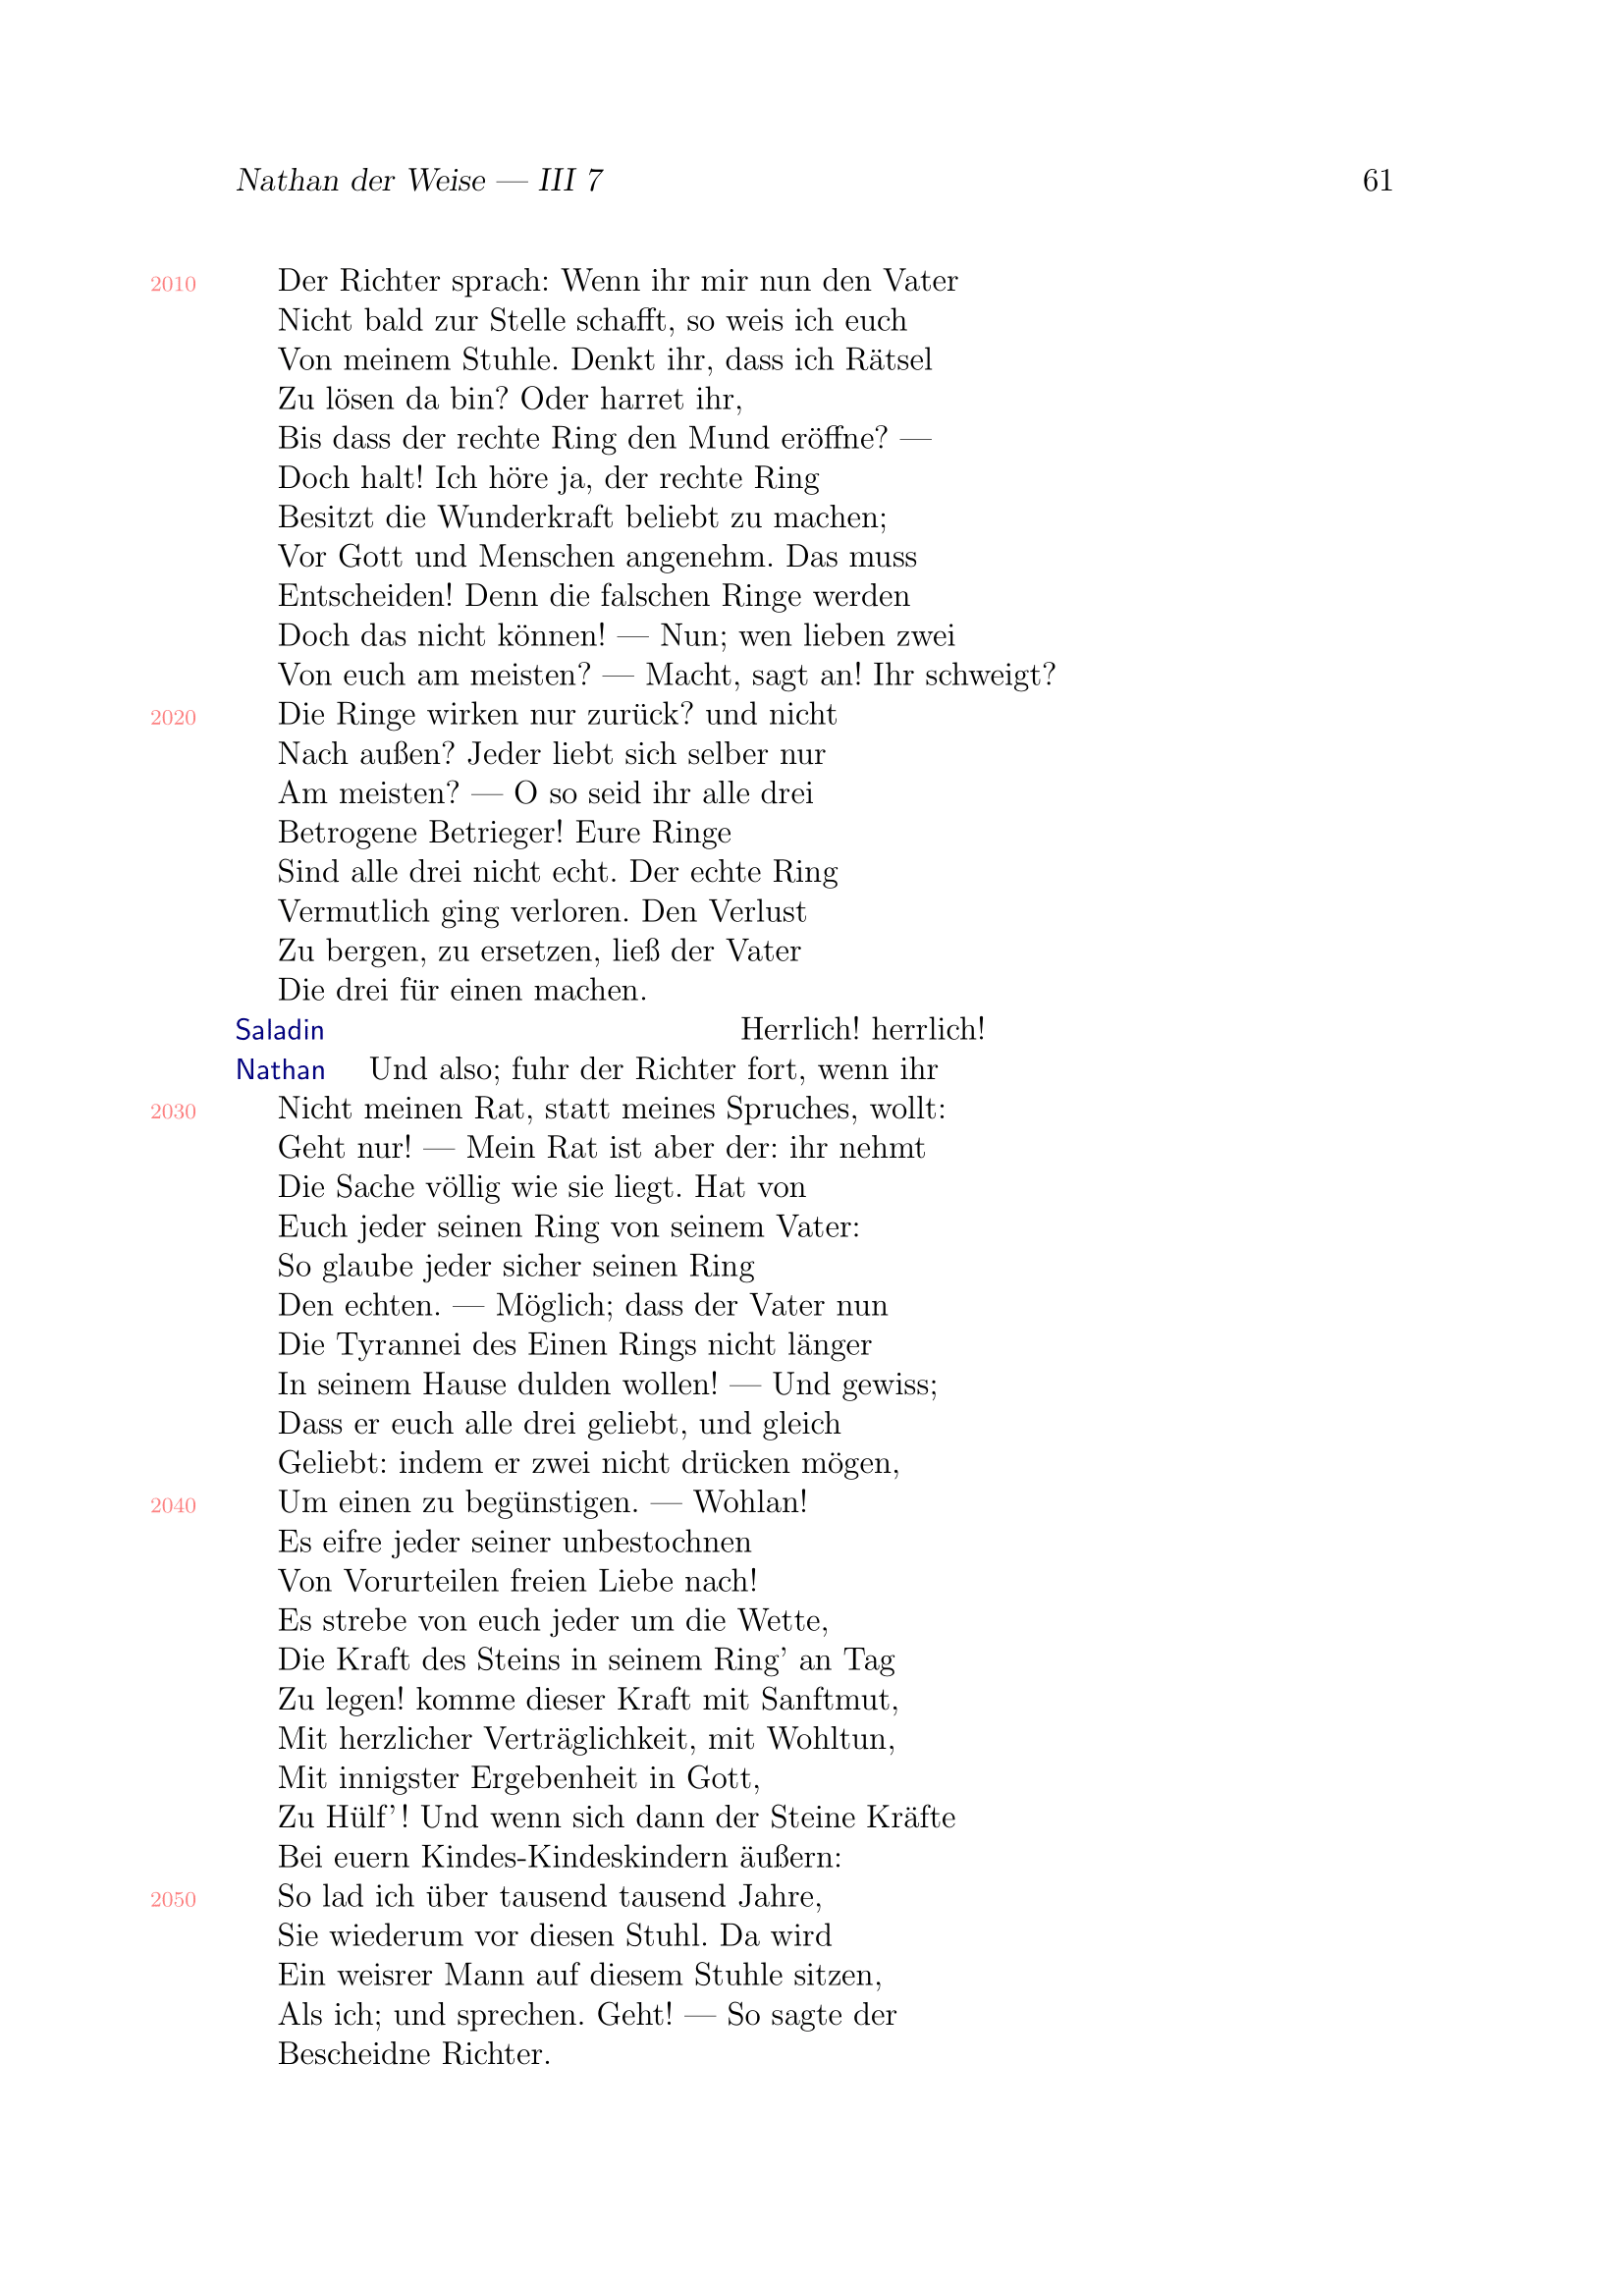 Nathan der Weise — III 7 61
2010 Der Richter sprach: Wenn ihr mir nun den Vater
Nicht bald zur Stelle schafft, so weis ich euch
Von meinem Stuhle. Denkt ihr, dass ich Rätsel
Zu lösen da bin? Oder harret ihr,
Bis dass der rechte Ring den Mund eröffne? —
Doch halt! Ich höre ja, der rechte Ring
Besitzt die Wunderkraft beliebt zu machen;
Vor Gott und Menschen angenehm. Das muss
Entscheiden! Denn die falschen Ringe werden
Doch das nicht können! — Nun; wen lieben zwei
Von euch am meisten? — Macht, sagt an! Ihr schweigt?
2020 Die Ringe wirken nur zurück? und nicht
Nach außen? Jeder liebt sich selber nur
Am meisten? — O so seid ihr alle drei
Betrogene Betrieger! Eure Ringe
Sind alle drei nicht echt. Der echte Ring
Vermutlich ging verloren. Den Verlust
Zu bergen, zu ersetzen, ließ der Vater
Die drei für einen machen.
Saladin Herrlich! herrlich!
Nathan Und also; fuhr der Richter fort, wenn ihr
2030 Nicht meinen Rat, statt meines Spruches, wollt:
Geht nur! — Mein Rat ist aber der: ihr nehmt
Die Sache völlig wie sie liegt. Hat von
Euch jeder seinen Ring von seinem Vater:
So glaube jeder sicher seinen Ring
Den echten. — Möglich; dass der Vater nun
Die Tyrannei des Einen Rings nicht länger
In seinem Hause dulden wollen! — Und gewiss;
Dass er euch alle drei geliebt, und gleich
Geliebt: indem er zwei nicht drücken mögen,
2040 Um einen zu begünstigen. — Wohlan!
Es eifre jeder seiner unbestochnen
Von Vorurteilen freien Liebe nach!
Es strebe von euch jeder um die Wette,
Die Kraft des Steins in seinem Ring' an Tag
Zu legen! komme dieser Kraft mit Sanftmut,
Mit herzlicher Verträglichkeit, mit Wohltun,
Mit innigster Ergebenheit in Gott,
Zu Hülf'! Und wenn sich dann der Steine Kräfte
Bei euern Kindes-Kindeskindern äußern:
2050 So lad ich über tausend tausend Jahre,
Sie wiederum vor diesen Stuhl. Da wird
Ein weisrer Mann auf diesem Stuhle sitzen,
Als ich; und sprechen. Geht! — So sagte der
Bescheidne Richter.